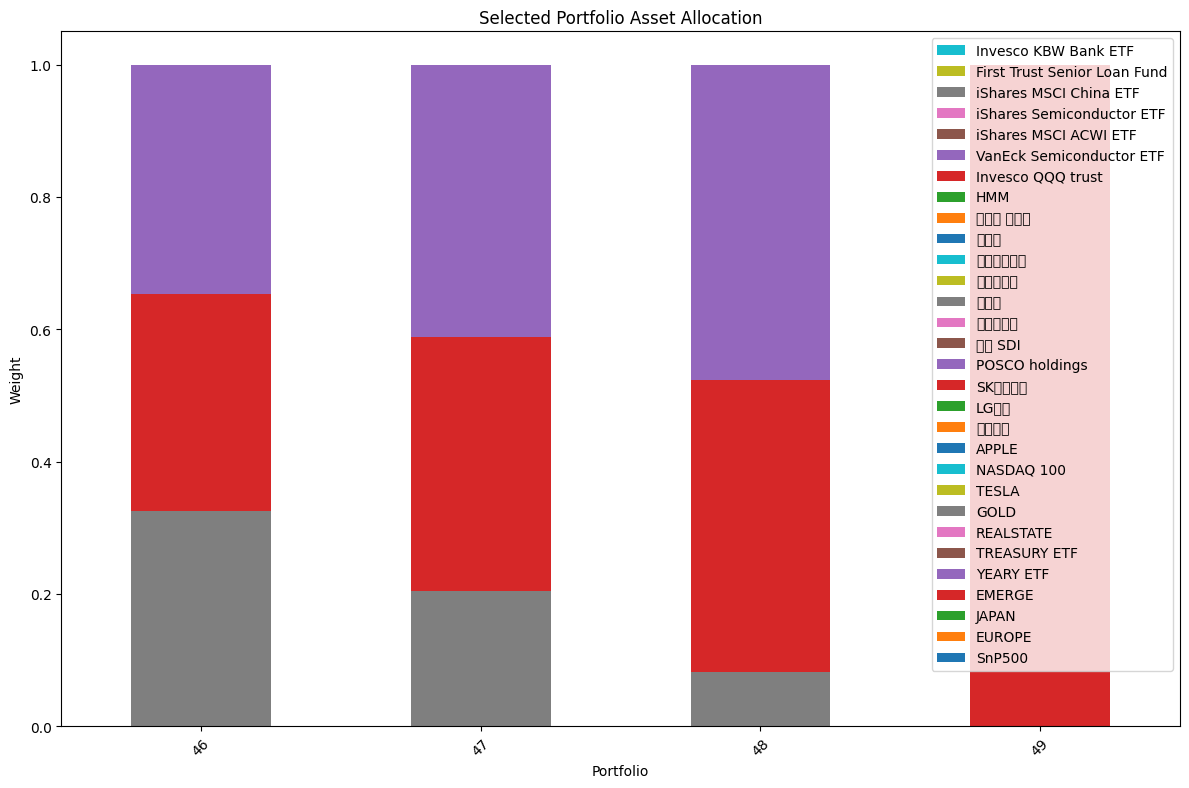 Selected Portfolio Asset Allocation
Weight
1.0
0.8
0.6
0.4
0.2
0.0
46
47
48
49
Portfolio
Invesco KBW Bank ETF
First Trust Senior Loan Fund
iShares MSCI China ETF
iShares Semiconductor ETF
iShares MSCI ACWI ETF
VanEck Semiconductor ETF
Invesco QQQ trust
HMM
SDI
POSCO holdings
SK
LG
APPLE
NASDAQ 100
TESLA
GOLD
REALSTATE
TREASURY ETF
YEARY ETF
EMERGE
JAPAN
EUROPE
SnP500